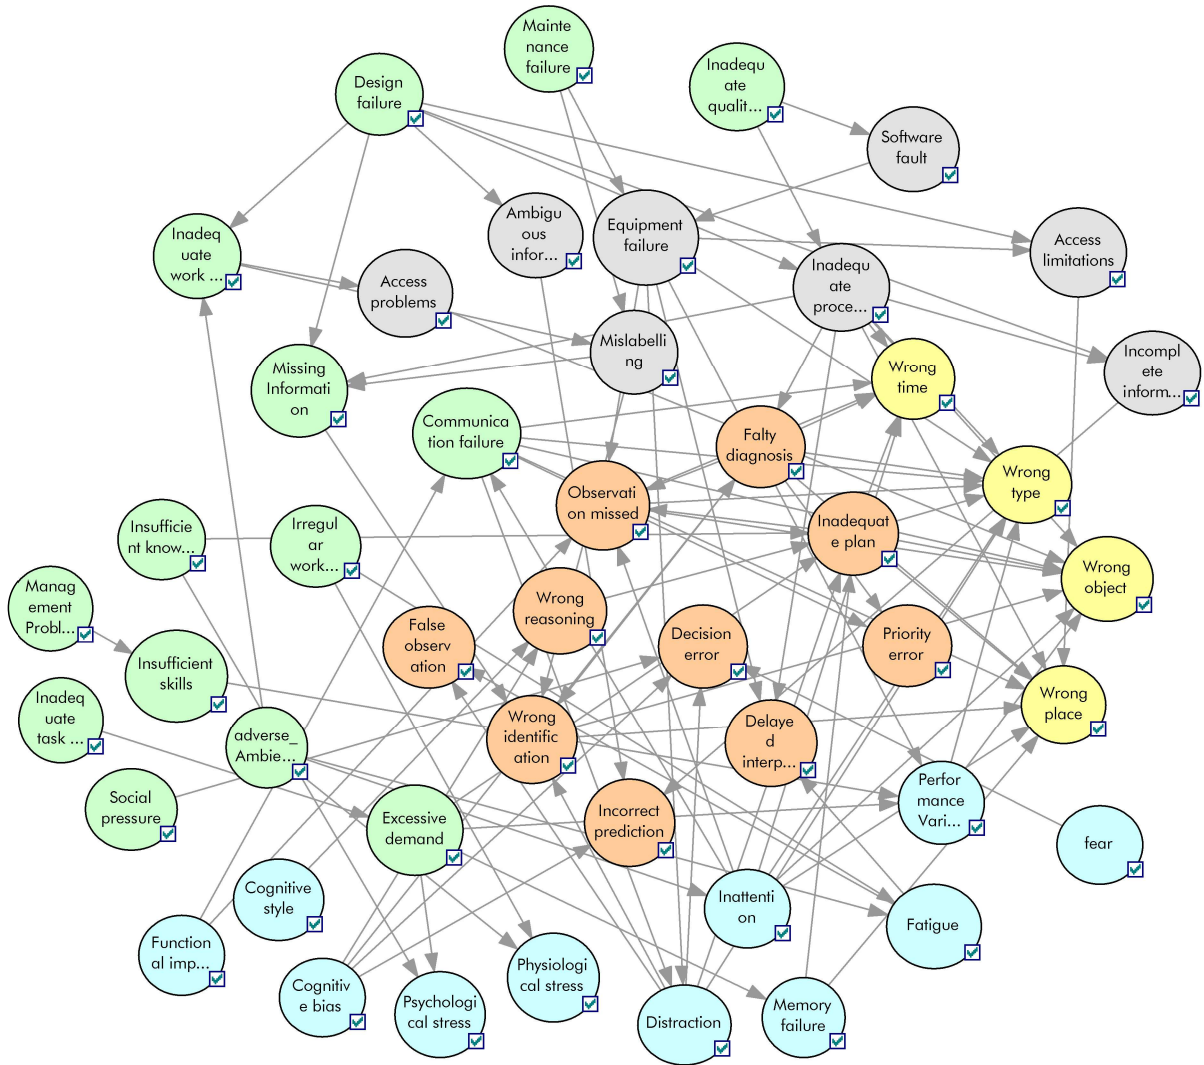 Mainte
nance
failure
Design
failure
Inadequ
ate
qualit...
Software
fault
Inadeq
uate
work ...
Ambigu
ous
infor...
Equipment
failure
Access
limitations
Access
problems
Inadequ
ate
proce...
Mislabelli
ng
Missing
Informati
on
Wrong
time
Incompl
ete
inform...
Communica
tion failure
Falty
diagnosis
Wrong
type
Observati
on missed
Inadequat
e plan
Insufficie
nt know...
Irregul
ar
work...
Wrong
object
Manag
ement
Probl...
Wrong
reasoning
False
observ
ation
Decision
error
Priority
error
Insufficient
skills
Inadeq
uate
task ...
Wrong
place
adverse_
Ambie...
Wrong
identific
ation
Delaye
d
interp...
Social
pressure
Excessive
demand
Incorrect
prediction
Perfor
mance
Vari...
fear
Cognitive
style
Inattenti
on
Fatigue
Function
al imp...
Cognitiv
e bias
Psychologi
cal stress
Physiologi
cal stress
Distraction
Memory
failure